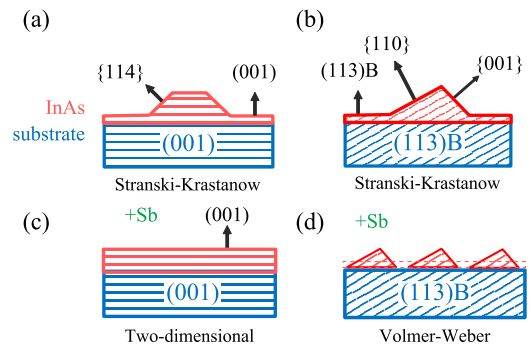 (a)
{114}
(001)
InAs
substrate
(001)
Stranski-Krastanow
(b)
{110}
(113)B
{001}
(113)B
Stranski-Krastanow
(c)
+Sb
(001)
(001)
Two-dimensional
(d)
+Sb
(113)B
Volmer-Weber